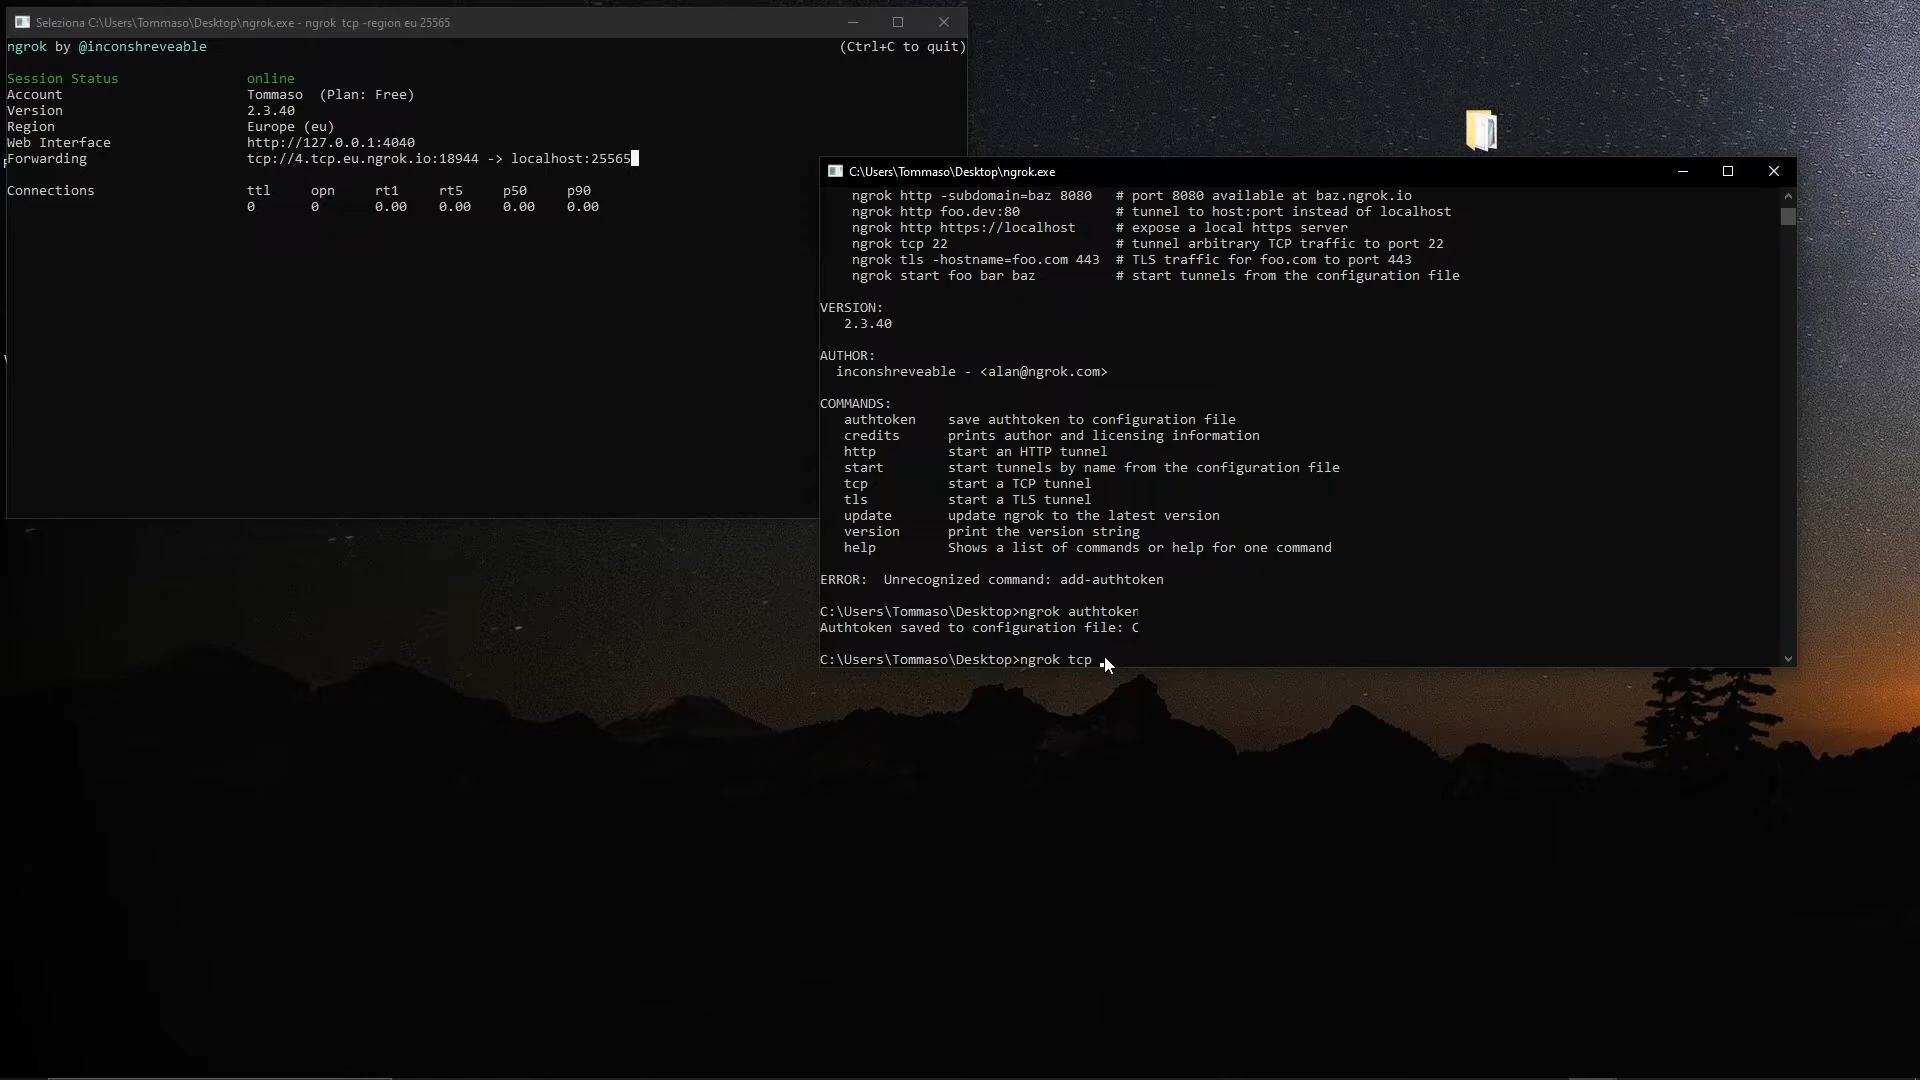 Seleziona C:\Users\Tommaso\Desktop\ngrok.exe - ngrok  tcp -region eu 25565
ngrok by @inconshreveable (Ctrl+C to quit)
Session Status online
Account Tommaso  (Plan: Free)
Version 2.3.40
Region Europe (eu)
Web Interface http://127.0.0.1:4040
Forwarding tcp://4.tcp.eu.ngrok.io:18944 -> localhost:25565
Connections ttl opn rt1 rt5 p50 p90
0 0 0.00 0.00 0.00 0.00
C:\Users\Tommaso\Desktop\ngrok.exe
ngrok http -subdomain=baz 8080   # port 8080 available at baz.ngrok.io
ngrok http foo.dev:80            # tunnel to host:port instead of localhost
ngrok http https://localhost     # expose a local https server
ngrok tcp 22                     # tunnel arbitrary TCP traffic to port 22
ngrok tls -hostname=foo.com 443  # TLS traffic for foo.com to port 443
ngrok start foo bar baz          # start tunnels from the configuration file
VERSION:
2.3.40
AUTHOR:
inconshreveable - <alan@ngrok.com>
COMMANDS:
authtoken    save authtoken to configuration file
credits      prints author and licensing information
http         start an HTTP tunnel
start        start tunnels by name from the configuration file
tcp          start a TCP tunnel
tls          start a TLS tunnel
update       update ngrok to the latest version
version      print the version string
help         Shows a list of commands or help for one command
ERROR:  Unrecognized command: add-authtoken
C:\Users\Tommaso\Desktop>ngrok authtoken
Authtoken saved to configuration file: C
C:\Users\Tommaso\Desktop>ngrok tcp